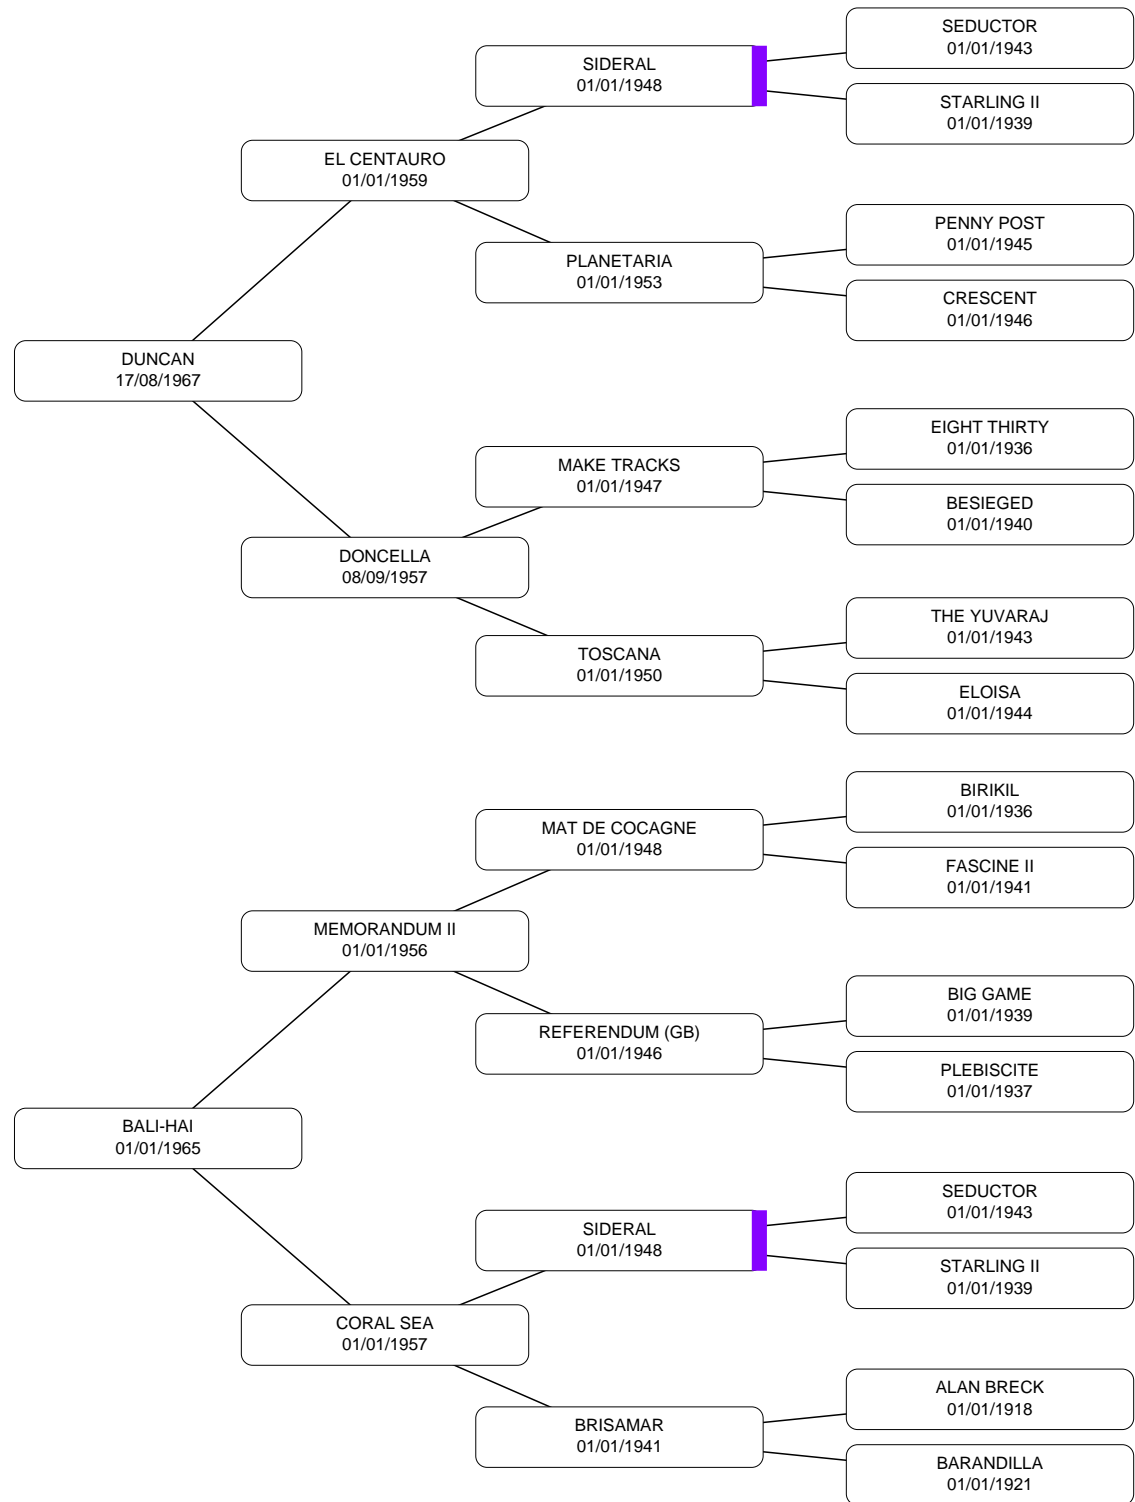 SEDUCTOR
01/01/1943
SIDERAL
01/01/1948
STARLING II
01/01/1939
EL CENTAURO
01/01/1959
PENNY POST
01/01/1945
PLANETARIA
01/01/1953
CRESCENT
01/01/1946
DUNCAN
17/08/1967
EIGHT THIRTY
01/01/1936
MAKE TRACKS
01/01/1947
BESIEGED
01/01/1940
DONCELLA
08/09/1957
THE YUVARAJ
01/01/1943
TOSCANA
01/01/1950
ELOISA
01/01/1944
BIRIKIL
01/01/1936
MAT DE COCAGNE
01/01/1948
FASCINE II
01/01/1941
MEMORANDUM II
01/01/1956
BIG GAME
01/01/1939
REFERENDUM (GB)
01/01/1946
PLEBISCITE
01/01/1937
BALI-HAI
01/01/1965
SEDUCTOR
01/01/1943
SIDERAL
01/01/1948
STARLING II
01/01/1939
CORAL SEA
01/01/1957
ALAN BRECK
01/01/1918
BRISAMAR
01/01/1941
BARANDILLA
01/01/1921